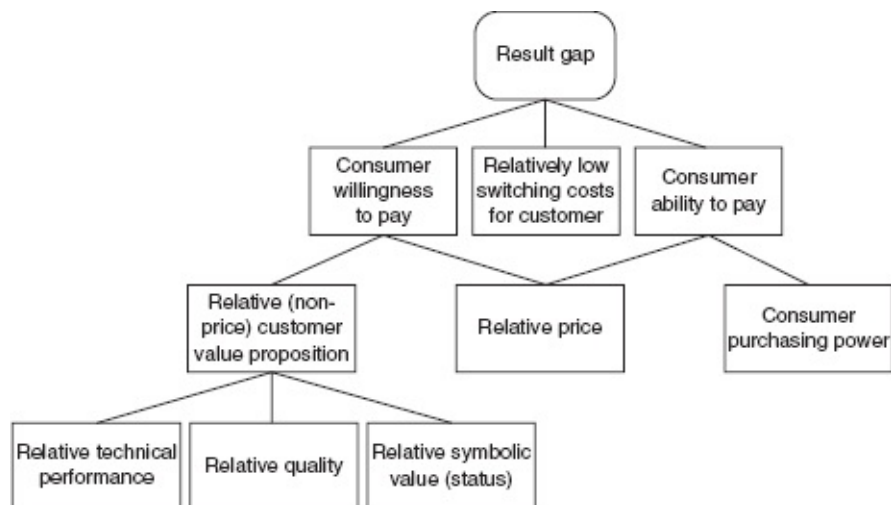 Result gap
Consumer
willingness
to pay
Relatively low
switching costs
for customer
Consumer
ability to pay
Relative (non-
price) customer
value proposition
Relative price
Consumer
purchasing power
Relative technical
performance
Relative quality
Relative symbolic
value (status)